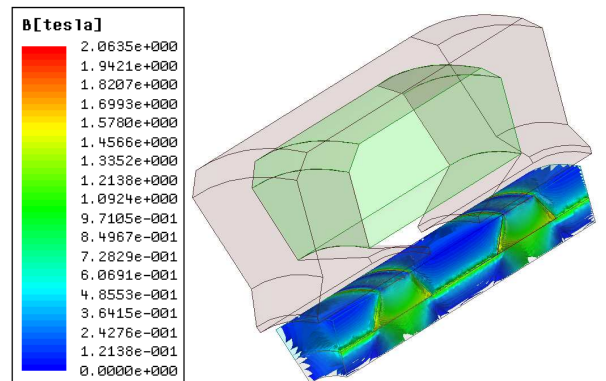 B[tesla]
2.0635e+000
1.9421e+000
1.8207e+000
1.6993e+000
1.5780e+000
1.4566e+000
1.3352e+000
1.2138e+000
1.0924e+000
9.7105e-001
8.4967e-001
7.2829e-001
6.0691e-001
4.8553e-001
3.6415e-001
2.4276e-001
1.2138e-001
0.0000e+000